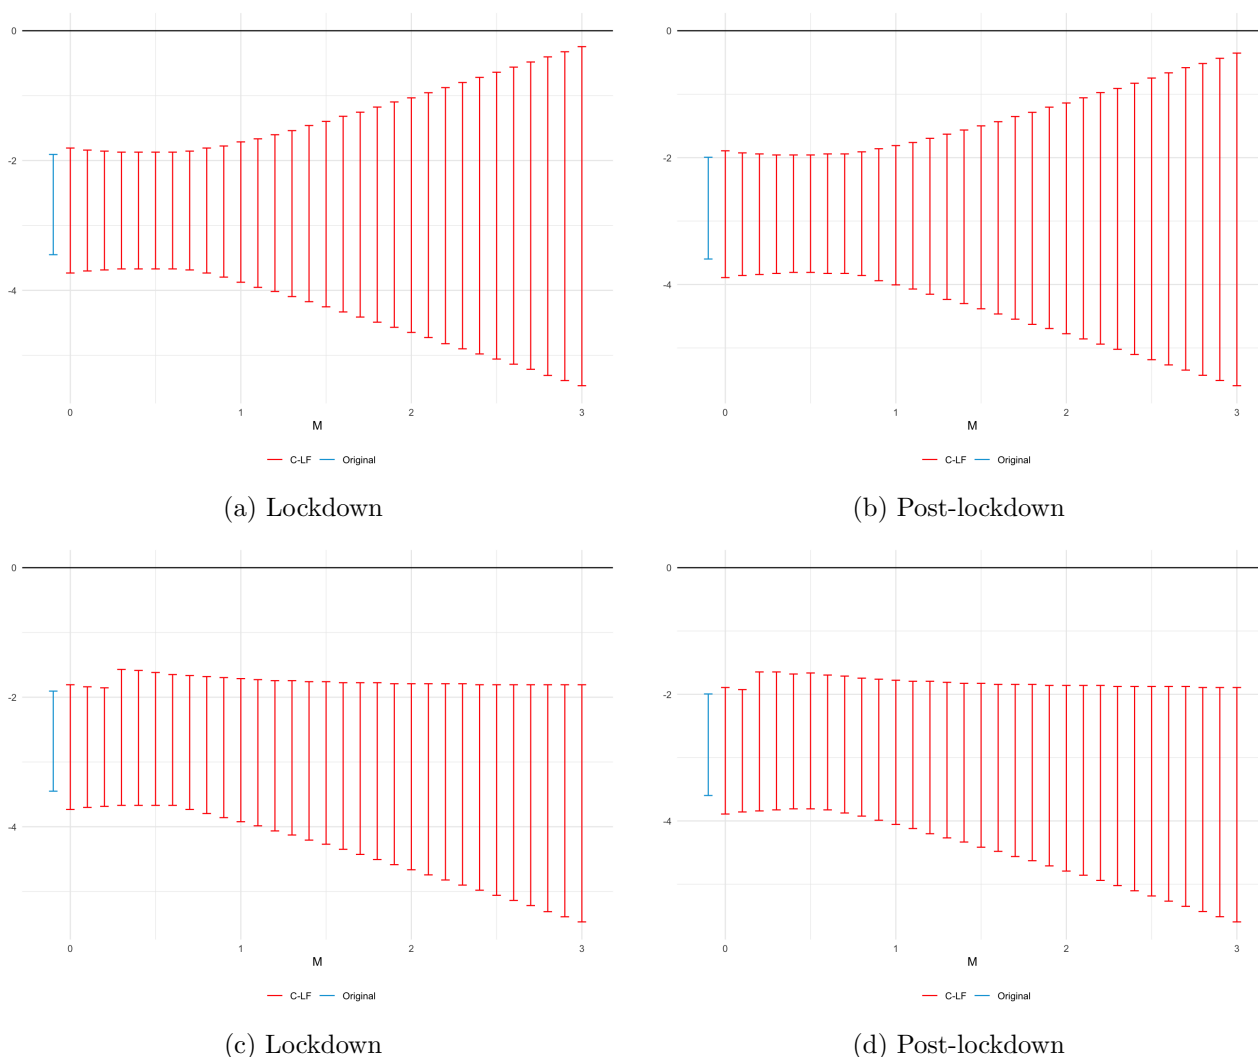 0
-2
-4
0 1 2 3
M
C-LF Original
(a) Lockdown
0
-2
-4
0 1 2 3
M
C-LF Original
(b) Post-lockdown
0
-2
-4
0 1 2 3
M
C-LF Original
(c) Lockdown
0
-2
-4
0 1 2 3
M
C-LF Original
(d) Post-lockdown